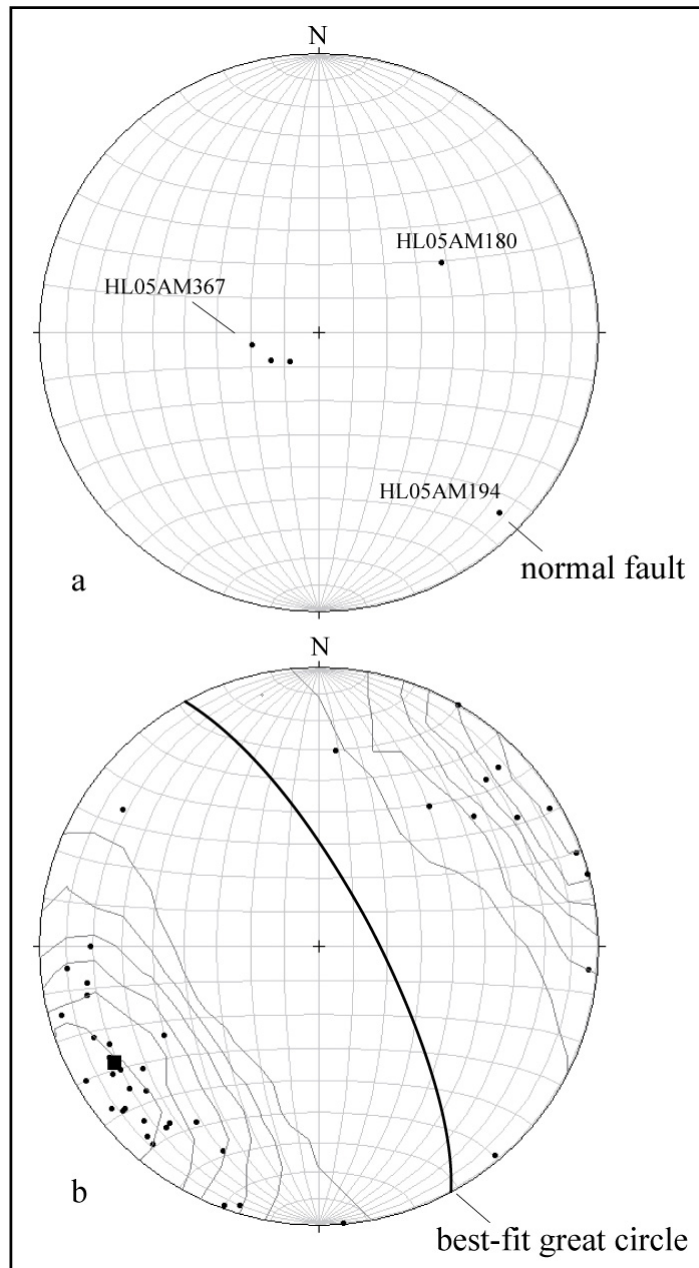 N
HL05AM180
HL05AM367
HL05AM194
normal fault
a
N
b
best-fit great circle